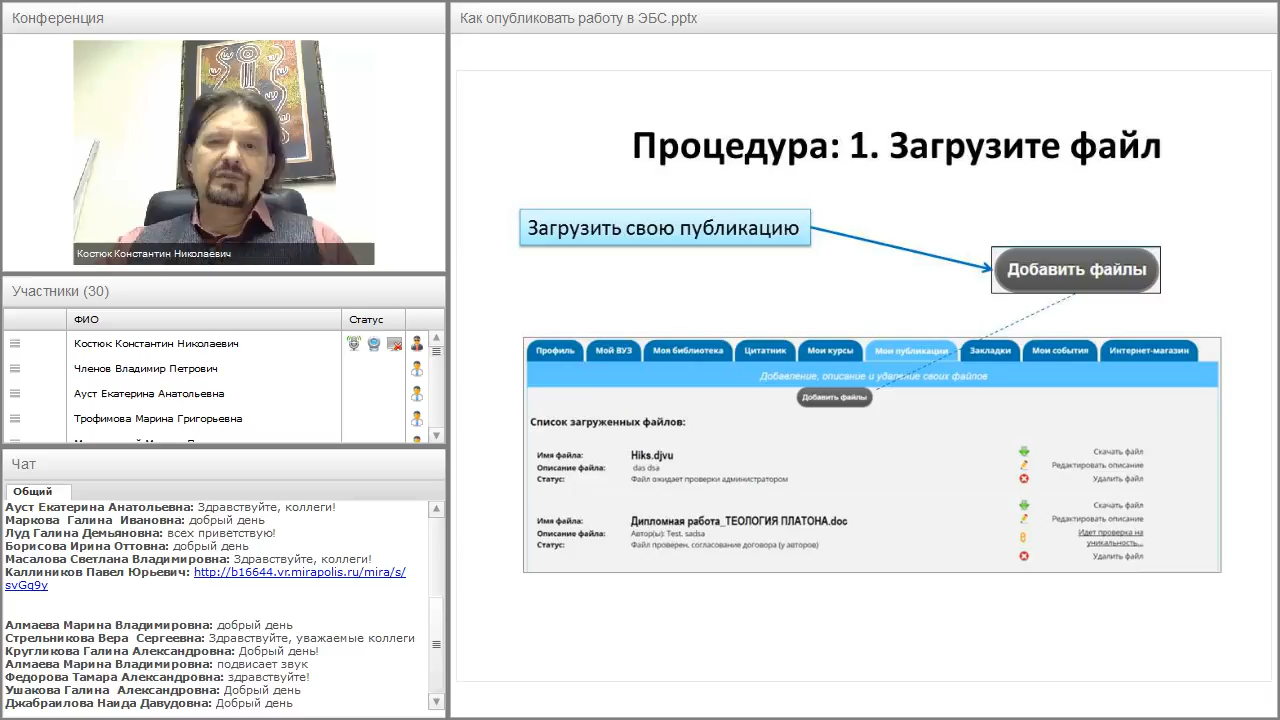 Конференция
Костюк Константин Николаевич
Участники (30)
ФИО
Статус
Костюк Константин Николаевич
Членов Владимир Петрович
Ауст Екатерина Анатольевна
Трофимова Марина Григорьевна
Чат
Общий
Ауст Екатерина Анатольевна: Здравствуйте, коллеги!
Маркова Галина Ивановна: добрый день
Луд Галина Демьяновна: всех приветствую!
Борисова Ирина Оттовна: добрый день
Масалова Светлана Владимировна: Здравствуйте, коллеги!
Каллиников Павел Юрьевич: http://b16644.vr.mirapolis.ru/mira/s/
svGq9y
Алмаева Марина Владимировна: добрый день
Стрельникова Вера Сергеевна: Здравствуйте, уважаемые коллеги
Кругликова Галина Александровна: Добрый день!
Алмаева Марина Владимировна: подвисает звук
Федорова Тамара Александровна: здравствуйте!
Ушакова Галина Александровна: Добрый день
Джабраилова Наида Давудовна: Добрый день
Как опубликовать работу в ЭБС.pptx
Процедура: 1. Загрузите файл
Загрузить свою публикацию
Добавить файлы
Профиль
Мой ВУЗ
Моя библиотека
Цитатник
Мои курсы
Мои публикации
Закладки
Мои события
Интернет-магазин
Добавление, описание и удаление своих файлов
Добавить файлы
Список загруженных файлов:
Имя файла: Hiks.djvu
Описание файла: das dsa
Статус: Файл ожидает проверки администратором
Скачать файл
Редактировать описание
Удалить файл
Имя файла: Дипломная работа_ТЕОЛОГИЯ ПЛАТОНА.doc
Описание файла: Автор(ы): Test, sadsa
Статус: Файл проверен, согласование договора (у авторов)
Скачать файл
Редактировать описание
Идет проверка на
уникальность...
Удалить файл